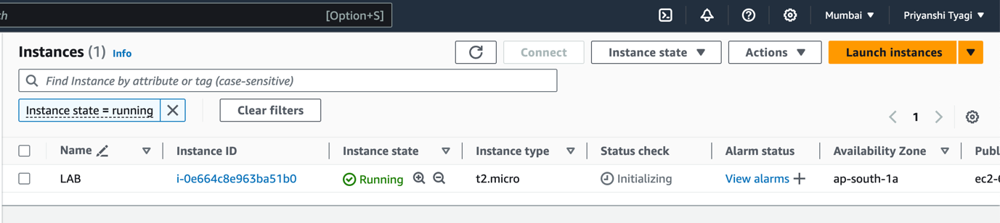 [Option+S] Mumbai Priyanshi Tyagi
Instances (1) Info Connect Instance state Actions Launch instances
Find Instance by attribute or tag (case-sensitive)
Instance state = running Clear filters
1
Name Instance ID Instance state Instance type Status check Alarm status Availability Zone
LAB i-0e664c8e963ba51b0 Running t2.micro Initializing View alarms + ap-south-1a